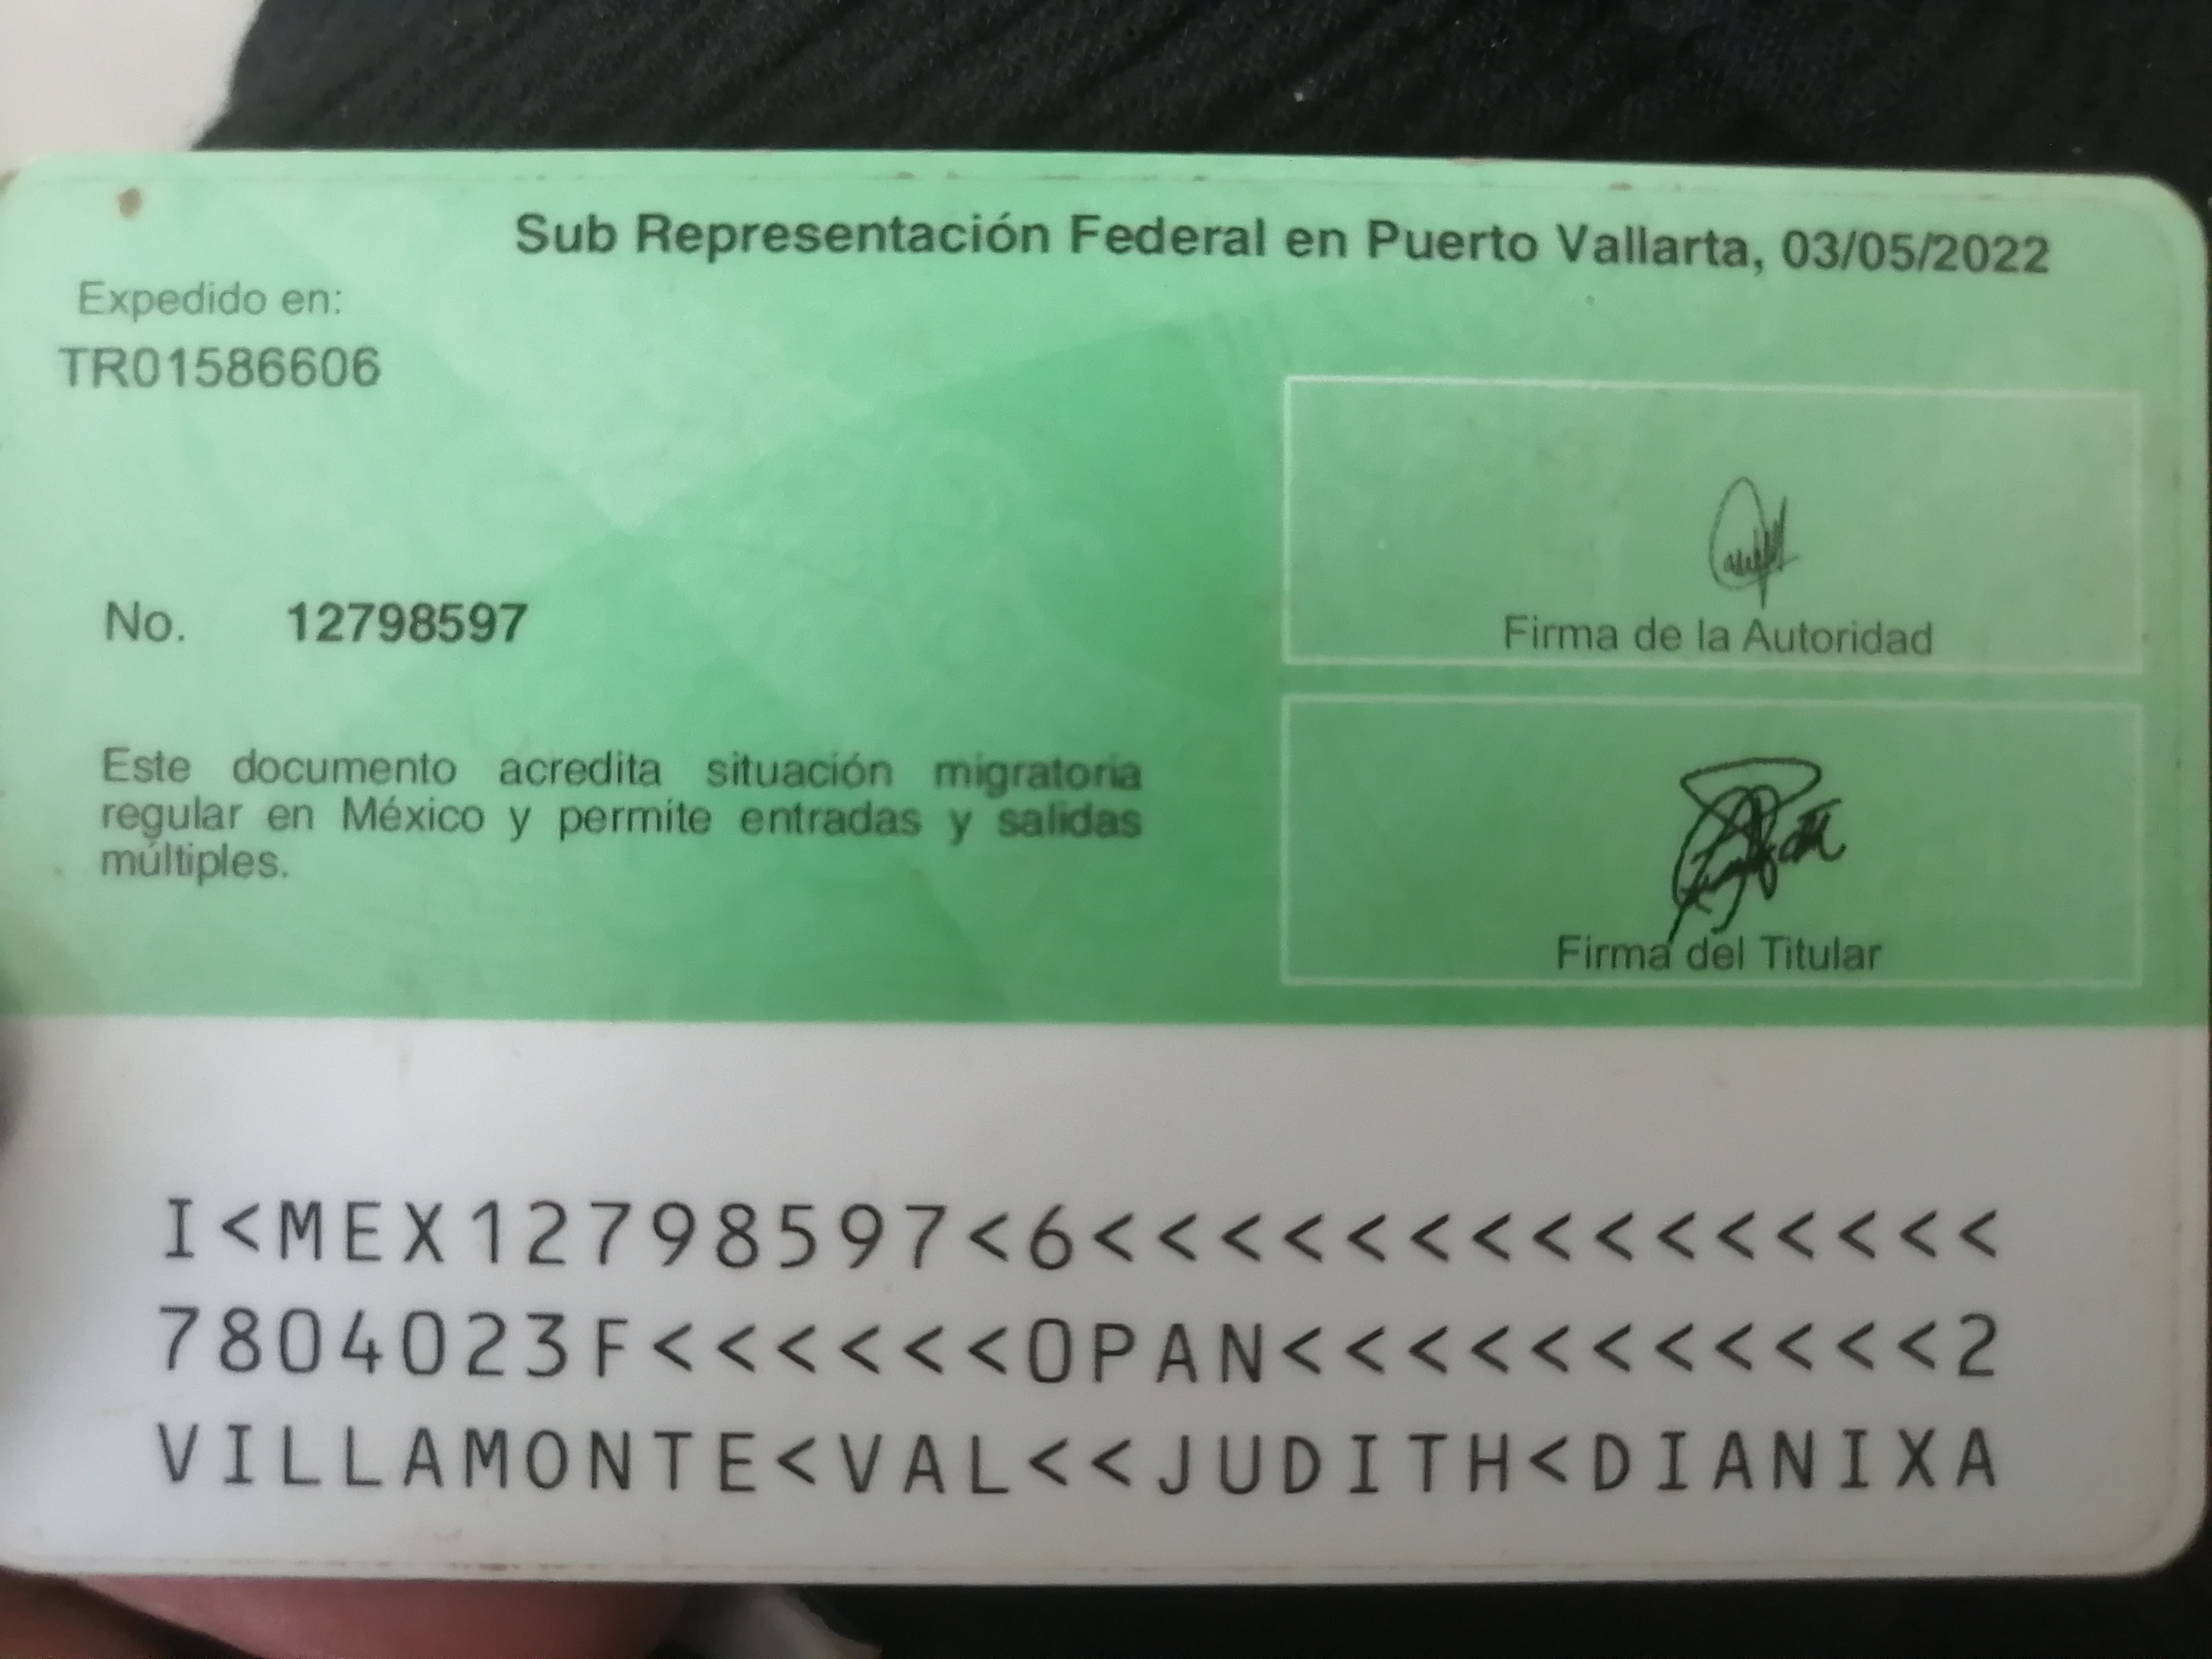 Sub Representación Federal en Puerto Vallarta, 03/05/2022
Expedido en:
TR01586606
No. 12798597
Firma de la Autoridad
Este documento acredita situación migratoria
regular en México y permite entradas y salidas
múltiples.
Firma del Titular
I<MEX12798597<6<<<<<<<<<<<<<<<
7804023F<<<<<<0PAN<<<<<<<<<<<2
VILLAMONTE<VAL<<JUDITH<DIANIXA